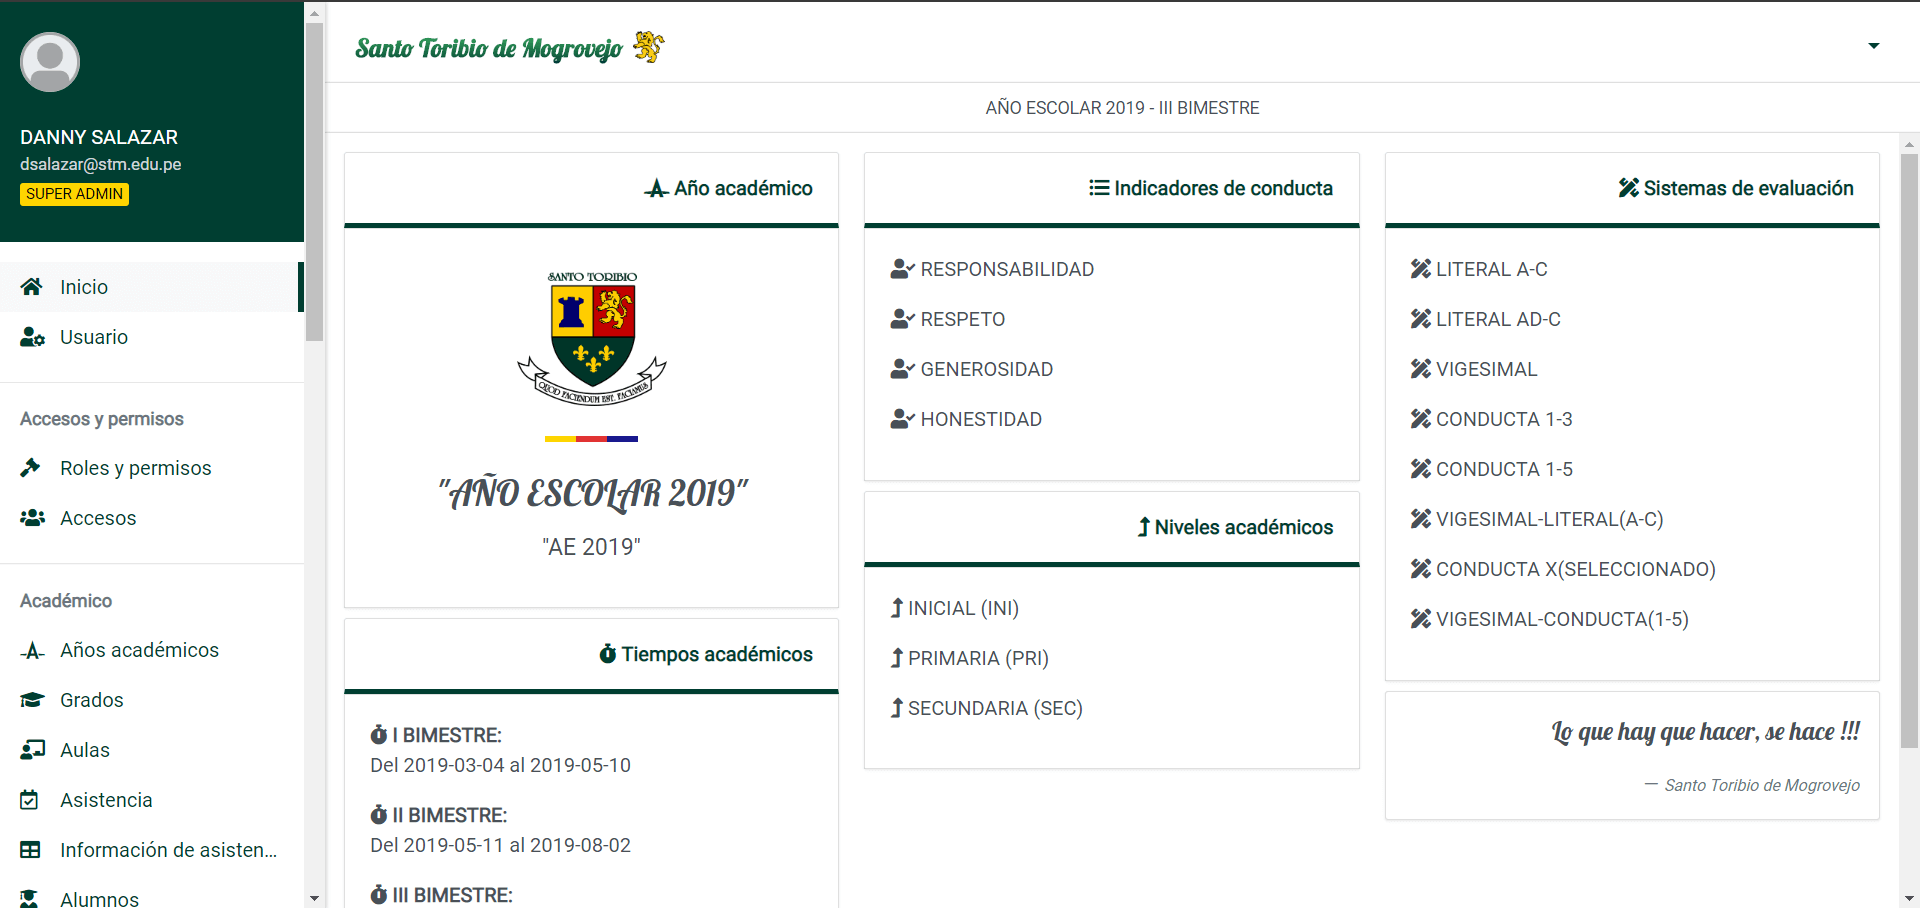 DANNY SALAZAR
dsalazar@stm.edu.pe
SUPER ADMIN
Inicio
Usuario
Accesos y permisos
Roles y permisos
Accesos
Académico
Años académicos
Grados
Aulas
Asistencia
Información de asisten...
Alumnos
Santo Toribio de Mogrovejo
AÑO ESCOLAR 2019 - III BIMESTRE
Año académico
SANTO TORIBIO
QUOD FACIENDUM EST, FACIAMUS
"AÑO ESCOLAR 2019"
"AE 2019"
Tiempos académicos
I BIMESTRE:
Del 2019-03-04 al 2019-05-10
II BIMESTRE:
Del 2019-05-11 al 2019-08-02
III BIMESTRE:
Indicadores de conducta
RESPONSABILIDAD
RESPETO
GENEROSIDAD
HONESTIDAD
Niveles académicos
INICIAL (INI)
PRIMARIA (PRI)
SECUNDARIA (SEC)
Sistemas de evaluación
LITERAL A-C
LITERAL AD-C
VIGESIMAL
CONDUCTA 1-3
CONDUCTA 1-5
VIGESIMAL-LITERAL(A-C)
CONDUCTA X(SELECCIONADO)
VIGESIMAL-CONDUCTA(1-5)
Lo que hay que hacer, se hace !!!
— Santo Toribio de Mogrovejo